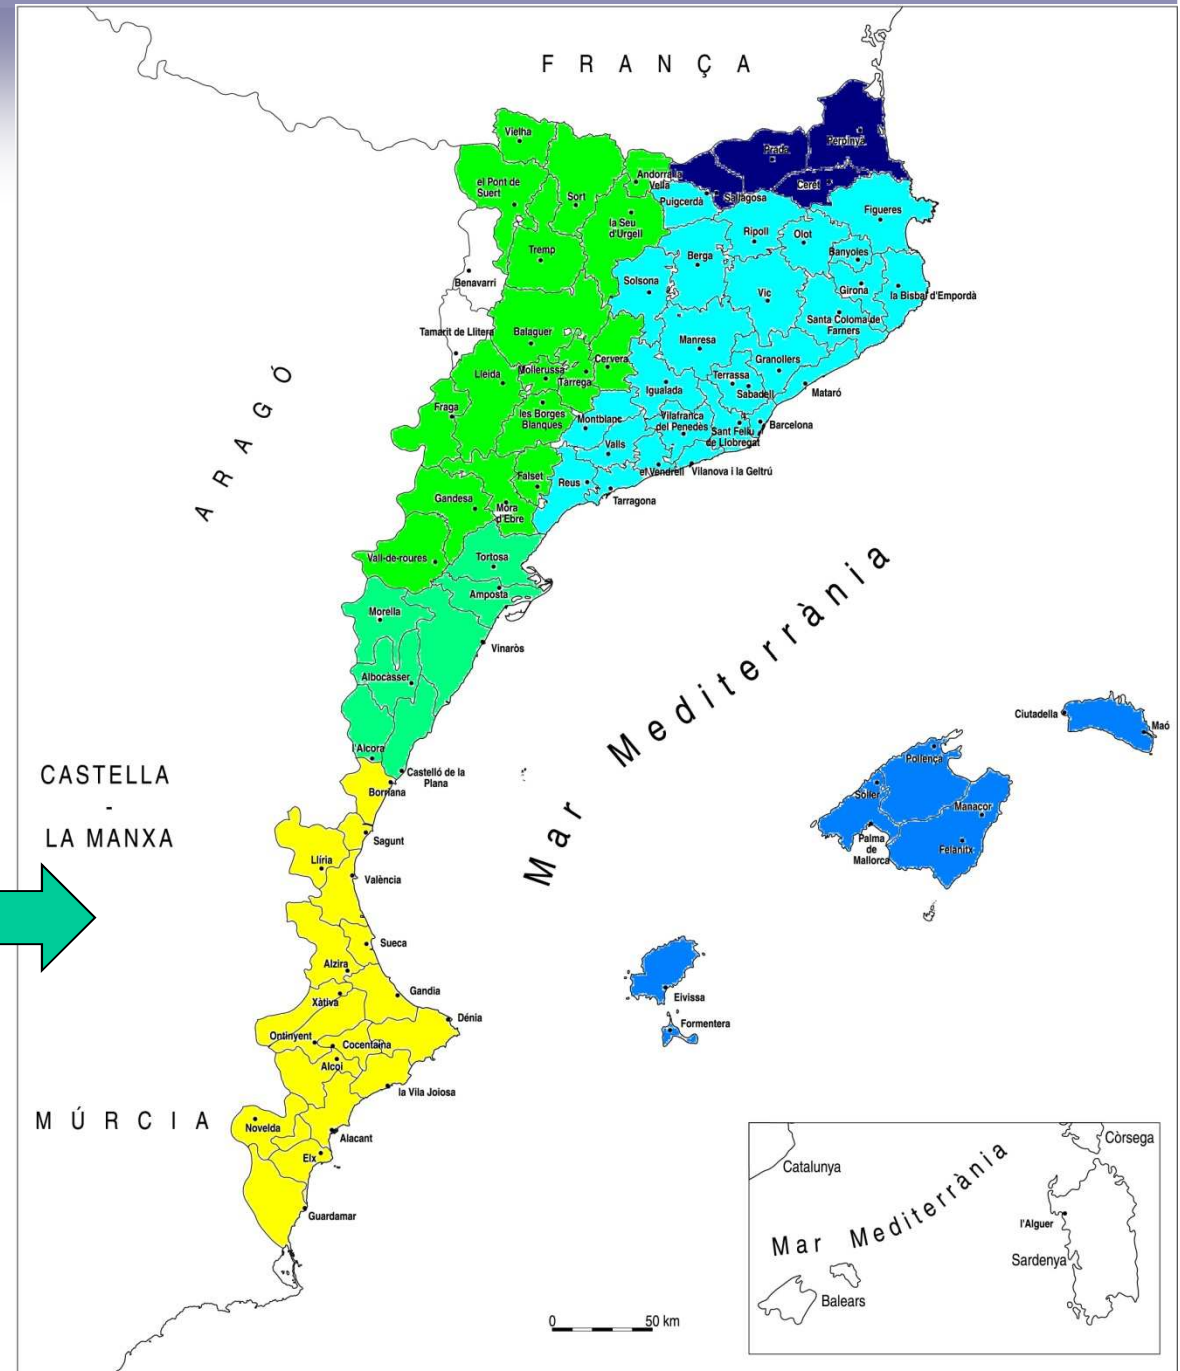 FRANÇA
Vielha
el Pont de
Suert
Sort
Andorra la
Vella
la Seu
d'Urgell
Tremp
Benavarri
Tamarit de Llitera
Balaguer
Cervera
Mollerussa
Tàrrega
Lleida
Fraga
les Borges
Blanques
Falset
Gandesa
Móra
d'Ebre
Vall-de-roures
Prada
Perpinyà
Ceret
Sallagosa
Puigcerdà
Figueres
Ripoll
Olot
Banyoles
Berga
Girona
la Bisbal d'Empordà
Solsona
Vic
Santa Coloma de
Farners
Manresa
Granollers
Terrassa
Sabadell
Mataró
Igualada
Montblanc
Vilafranca
del Penedès
Sant Feliu
de Llobregat
Barcelona
Valls
el Vendrell
Vilanova i la Geltrú
Reus
Tarragona
ARAGÓ
Tortosa
Amposta
Morella
Vinaròs
Albocàsser
l'Alcora
Castelló de la
Plana
Mar Mediterrània
CASTELLA
-
LA MANXA
Borriana
Sagunt
Llíria
València
Sueca
Alzira
Xàtiva
Gandia
Dénia
Ontinyent
Cocentaina
Alcoi
la Vila Joiosa
MÚRCIA
Novelda
Alacant
Elx
Guardamar
Ciutadella
Maó
Pollença
Sóller
Manacor
Palma
de
Mallorca
Felanitx
Eivissa
Formentera
Catalunya
Còrsega
Mar Mediterrània
l'Alguer
Sardenya
Balears
0 50 km